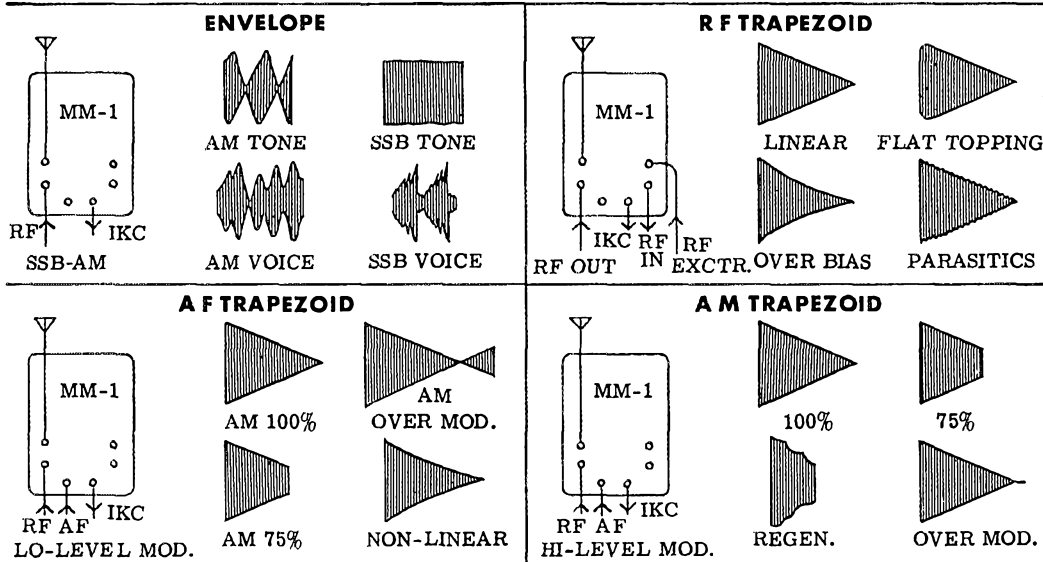 ENVELOPE
MM-1
AM TONE
SSB TONE
RF
IKC
SSB-AM
AM VOICE
SSB VOICE
RF TRAPEZOID
MM-1
LINEAR
FLAT TOPPING
IKC
RF OUT
RF IN
RF EXCTR.
OVER BIAS
PARASITICS
AF TRAPEZOID
MM-1
AM 100%
AM
OVER MOD.
RF AF IKC
LO-LEVEL MOD.
AM 75%
NON-LINEAR
AM TRAPEZOID
MM-1
100%
75%
RF AF IKC
HI-LEVEL MOD.
REGEN.
OVER MOD.